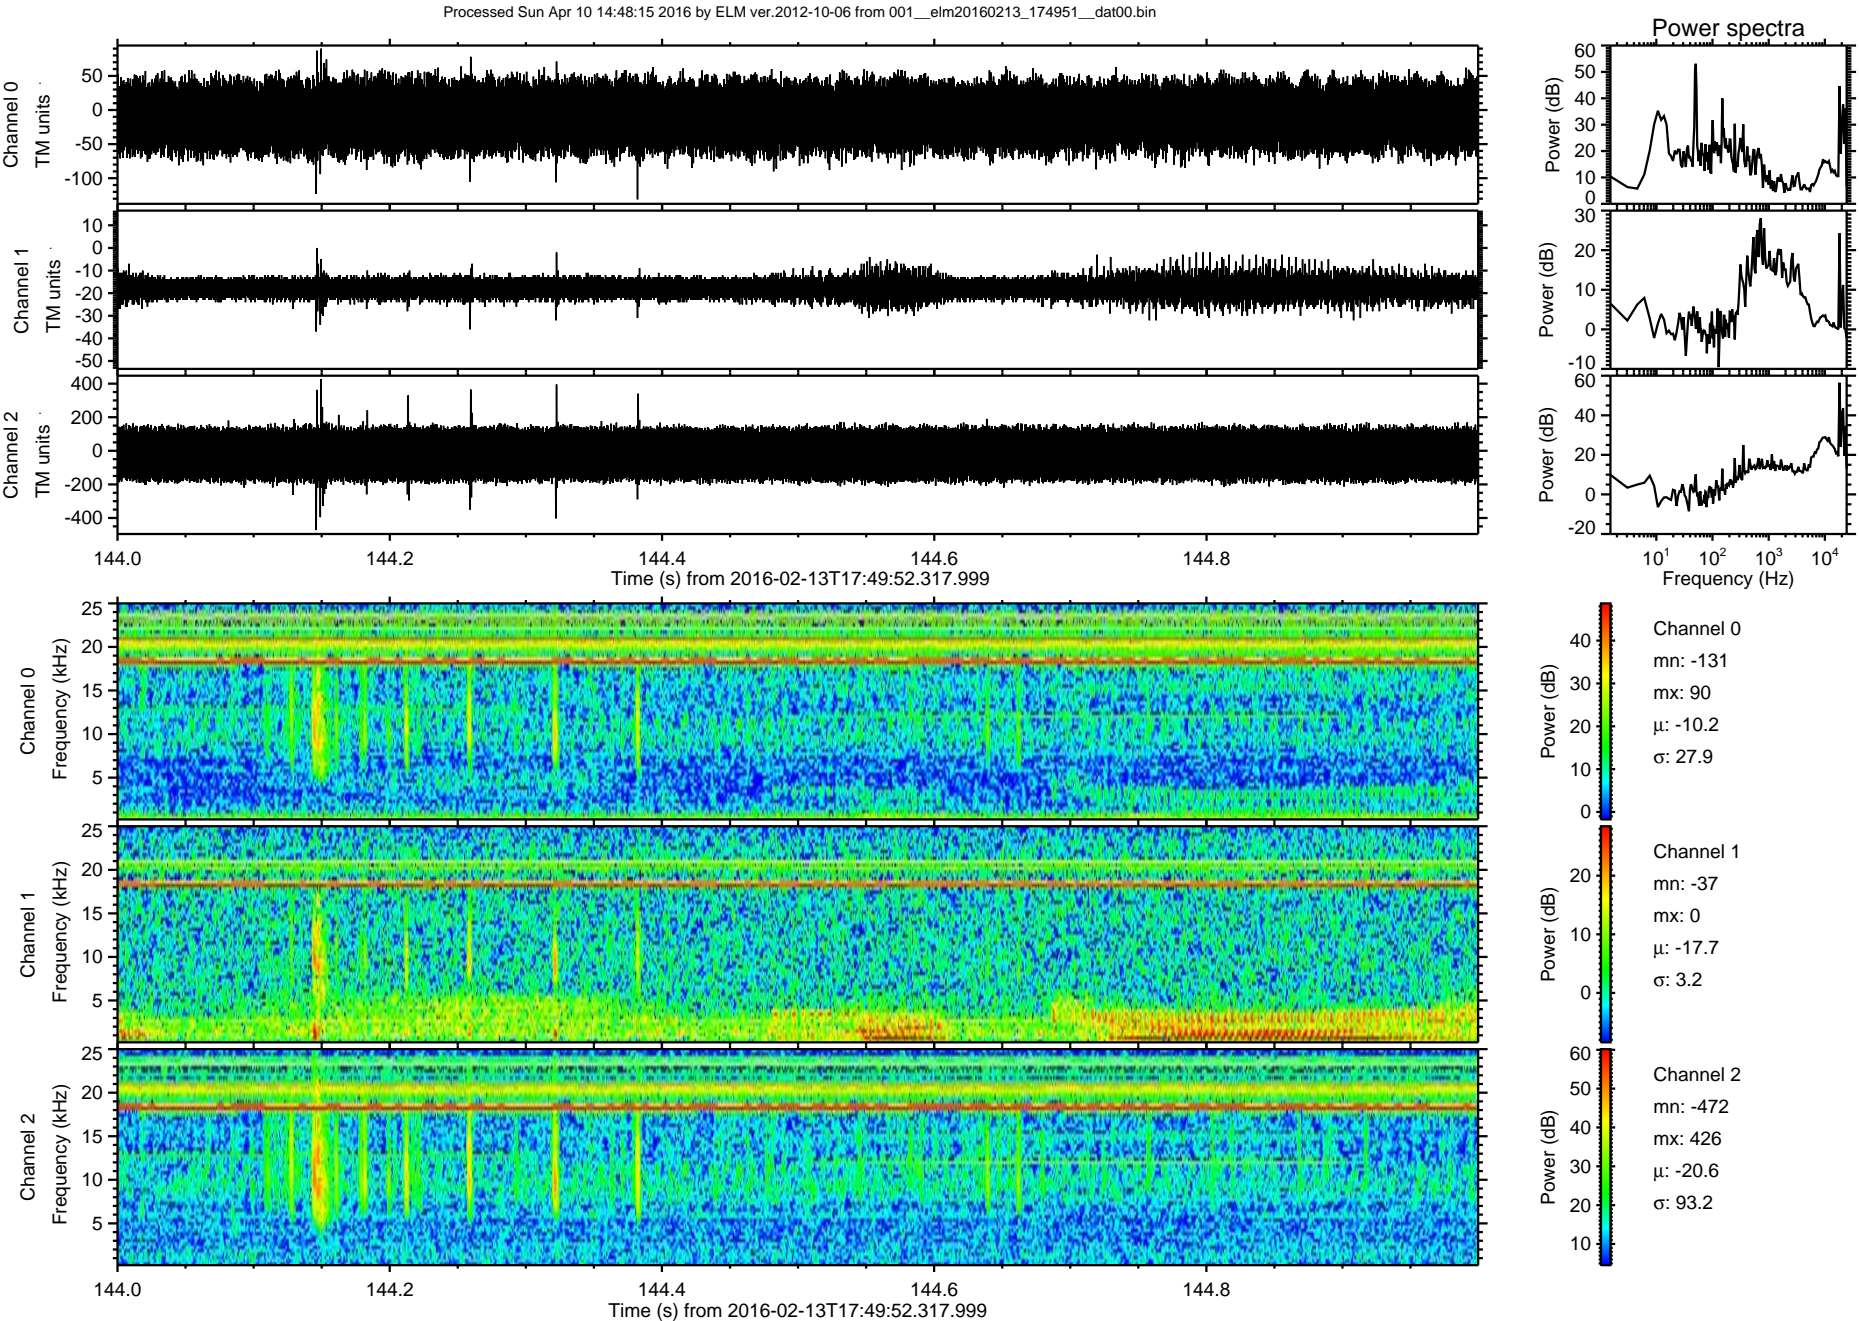 Processed Sun Apr 10 14:48:15 2016 by ELM ver.2012-10-06 from 001__elm20160213_174951__dat00.bin
Power spectra
Channel 0
TM units
50
0
-50
-100
Power (dB)
60
50
40
30
20
10
0
Channel 1
TM units
10
0
-10
-20
-30
-40
-50
Power (dB)
30
20
10
0
-10
Channel 2
TM units
400
200
0
-200
-400
Power (dB)
60
40
20
0
-20
144.0 144.2 144.4 144.6 144.8
Time (s) from 2016-02-13T17:49:52.317.999
10¹ 10² 10³ 10⁴
Frequency (Hz)
Channel 0
Frequency (kHz)
25
20
15
10
5
Power (dB)
40
30
20
10
0
Channel 0
mn: -131
mx: 90
µ: -10.2
σ: 27.9
Channel 1
Frequency (kHz)
25
20
15
10
5
Power (dB)
20
10
0
Channel 1
mn: -37
mx: 0
µ: -17.7
σ: 3.2
Channel 2
Frequency (kHz)
25
20
15
10
5
Power (dB)
60
50
40
30
20
10
Channel 2
mn: -472
mx: 426
µ: -20.6
σ: 93.2
144.0 144.2 144.4 144.6 144.8
Time (s) from 2016-02-13T17:49:52.317.999